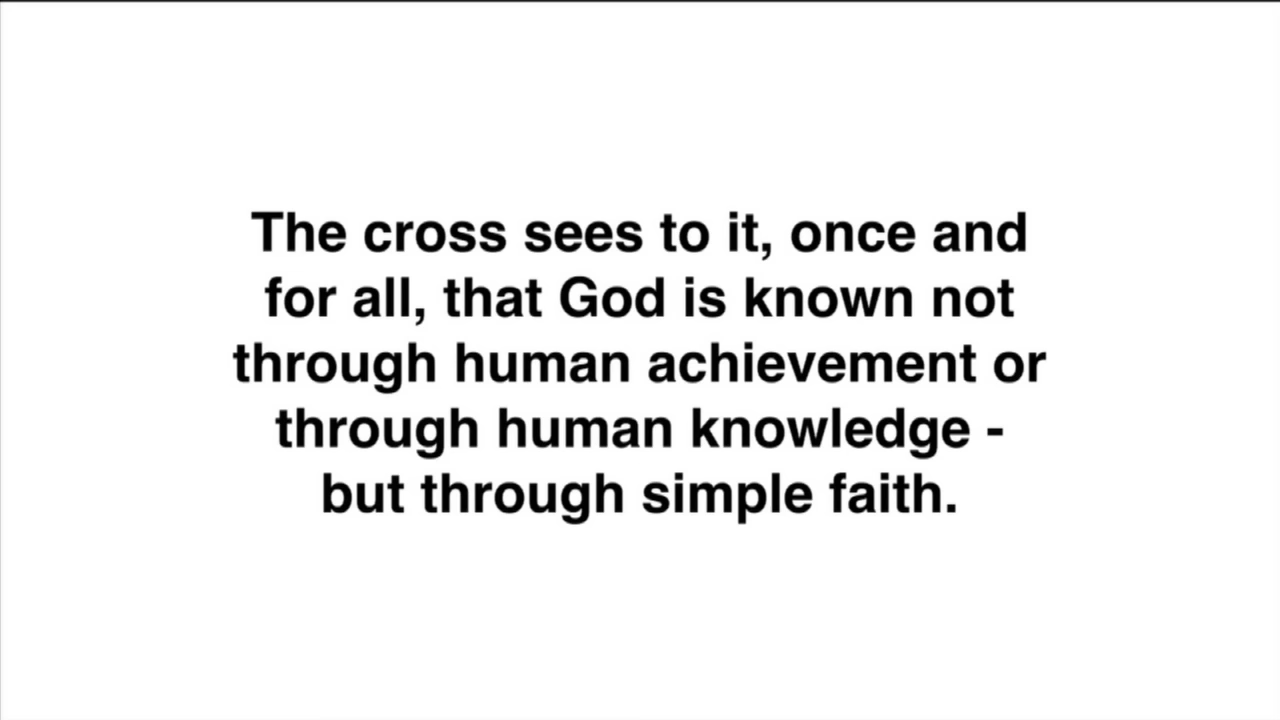 The cross sees to it, once and
for all, that God is known not
through human achievement or
through human knowledge -
but through simple faith.